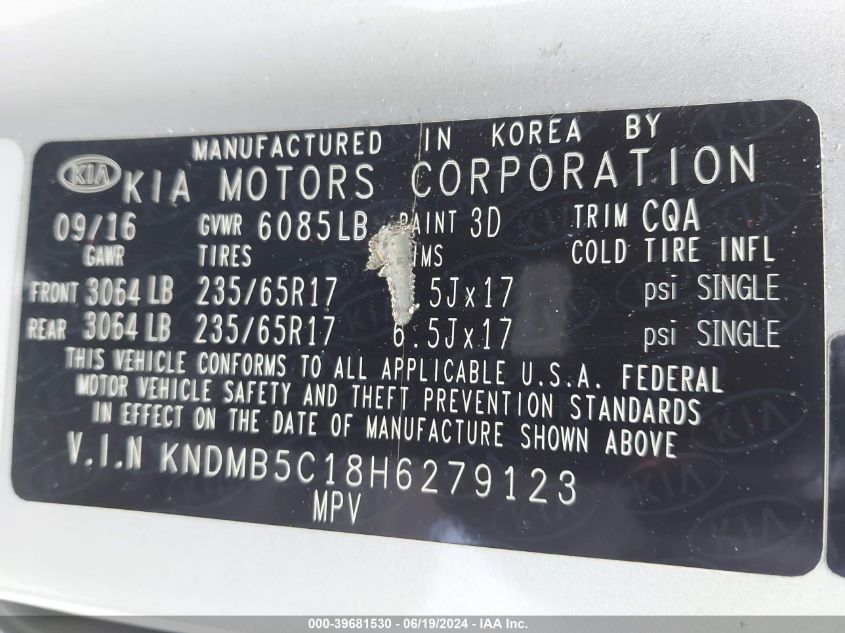 MANUFACTURED IN KOREA BY
KIA KIA MOTORS CORPORATION
09/16 GVWR 6085LB PAINT 3D TRIM CQA
GAWR TIRES COLD TIRE INFL
FRONT 3064 LB 235/65R17 5Jx17 psi SINGLE
REAR 3064 LB 235/65R17 6.5Jx17 psi SINGLE
THIS VEHICLE CONFORMS TO ALL APPLICABLE U.S.A. FEDERAL
MOTOR VEHICLE SAFETY AND THEFT PREVENTION STANDARDS
IN EFFECT ON THE DATE OF MANUFACTURE SHOWN ABOVE
V.I.N KNDMB5C18H6279123
MPV
000-39681530 - 06/19/2024 - IAA Inc.